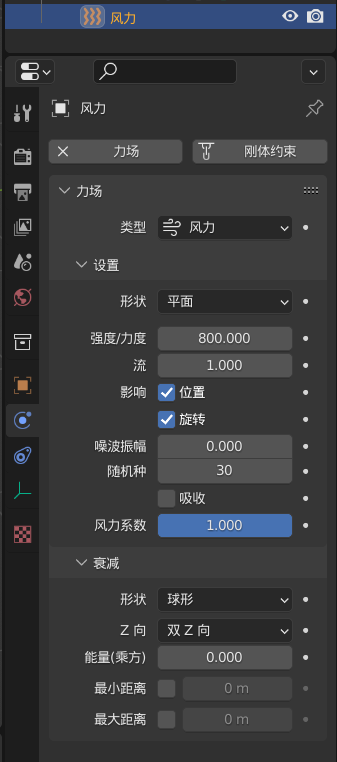 风力
风力
力场 刚体约束
力场
类型 风力
设置
形状 平面
强度/力度 800.000
流 1.000
影响 位置
旋转
噪波振幅 0.000
随机种 30
吸收
风力系数 1.000
衰减
形状 球形
Z 向 双 Z 向
能量(乘方) 0.000
最小距离 0 m
最大距离 0 m